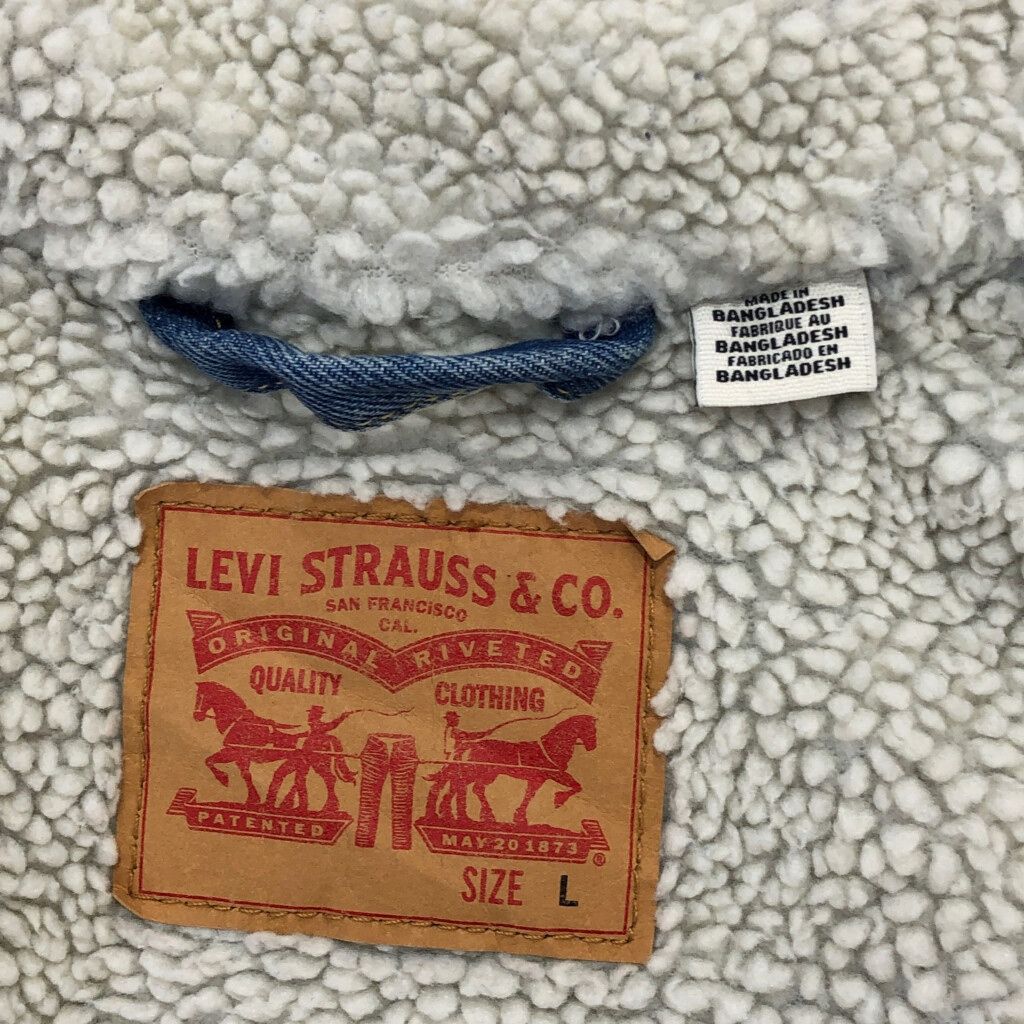 MADE IN
BANGLADESH
FABRIQUE AU
BANGLADESH
FABRICADO EN
BANGLADESH
LEVI STRAUSS & CO.
SAN FRANCISCO
CAL.
ORIGINAL RIVETED
QUALITY CLOTHING
PATENTED MAY 20 1873 ®
SIZE L